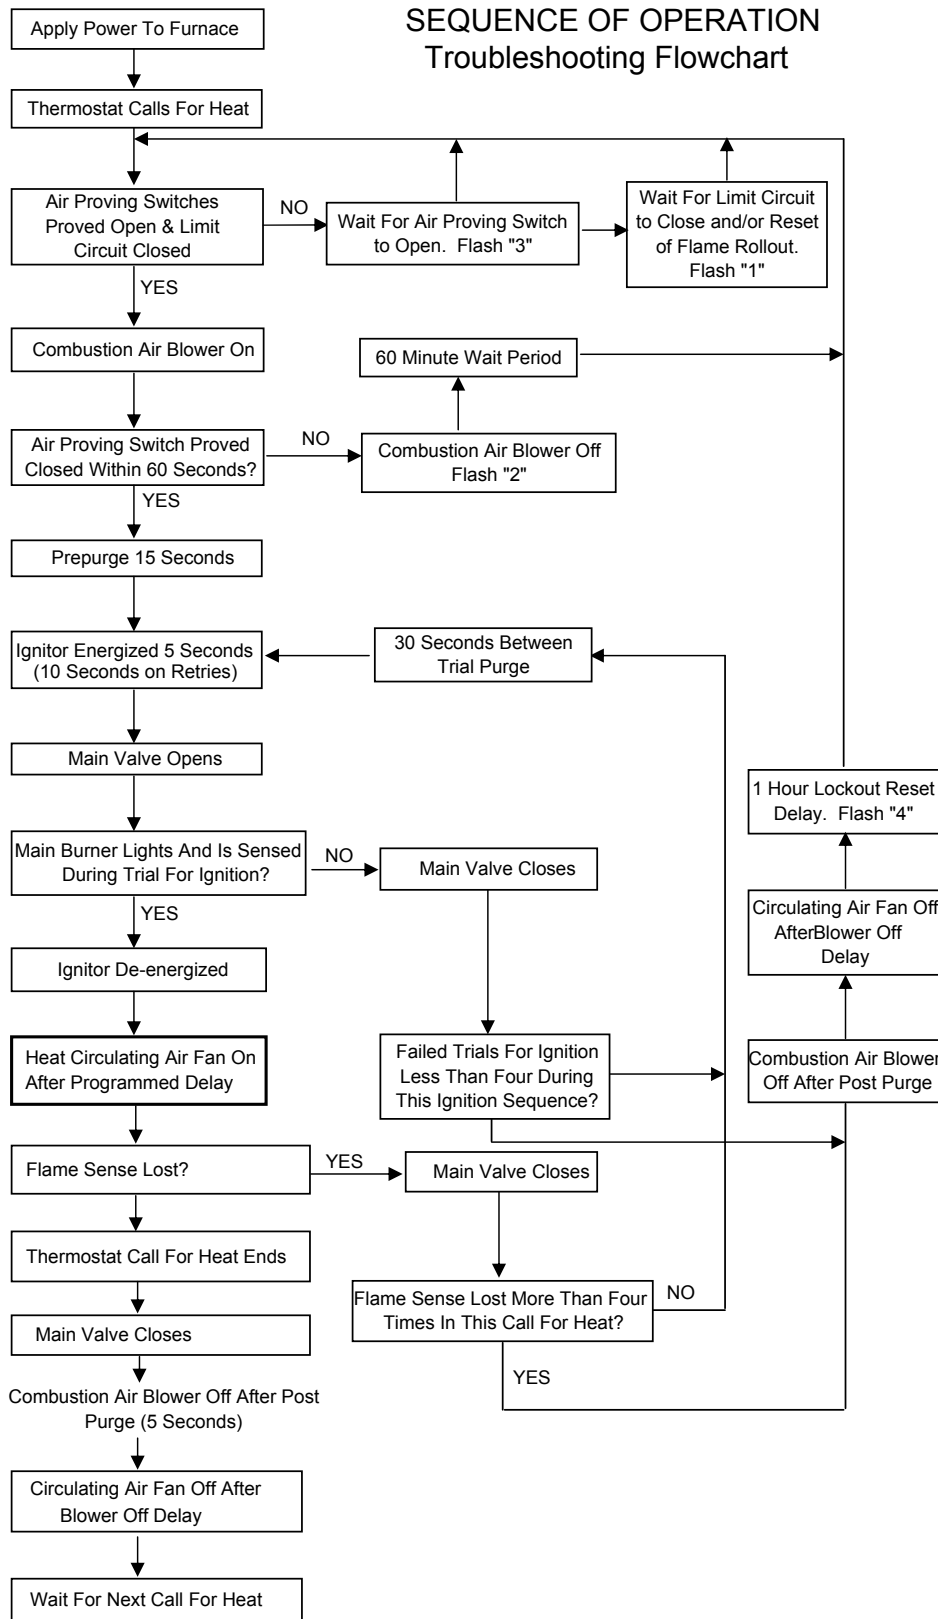 SEQUENCE OF OPERATION
Troubleshooting Flowchart
Apply Power To Furnace
Thermostat Calls For Heat
Air Proving Switches
Proved Open & Limit
Circuit Closed
NO
Wait For Air Proving Switch
to Open. Flash "3"
Wait For Limit Circuit
to Close and/or Reset
of Flame Rollout.
Flash "1"
YES
Combustion Air Blower On
60 Minute Wait Period
Air Proving Switch Proved
Closed Within 60 Seconds?
NO
Combustion Air Blower Off
Flash "2"
YES
Prepurge 15 Seconds
Ignitor Energized 5 Seconds
(10 Seconds on Retries)
30 Seconds Between
Trial Purge
Main Valve Opens
1 Hour Lockout Reset
Delay. Flash "4"
Main Burner Lights And Is Sensed
During Trial For Ignition?
NO
Main Valve Closes
YES
Circulating Air Fan Off
AfterBlower Off
Delay
Ignitor De-energized
Heat Circulating Air Fan On
After Programmed Delay
Failed Trials For Ignition
Less Than Four During
This Ignition Sequence?
Combustion Air Blower
Off After Post Purge
Flame Sense Lost?
YES
Main Valve Closes
Thermostat Call For Heat Ends
Flame Sense Lost More Than Four
Times In This Call For Heat?
NO
YES
Main Valve Closes
Combustion Air Blower Off After Post
Purge (5 Seconds)
Circulating Air Fan Off After
Blower Off Delay
Wait For Next Call For Heat